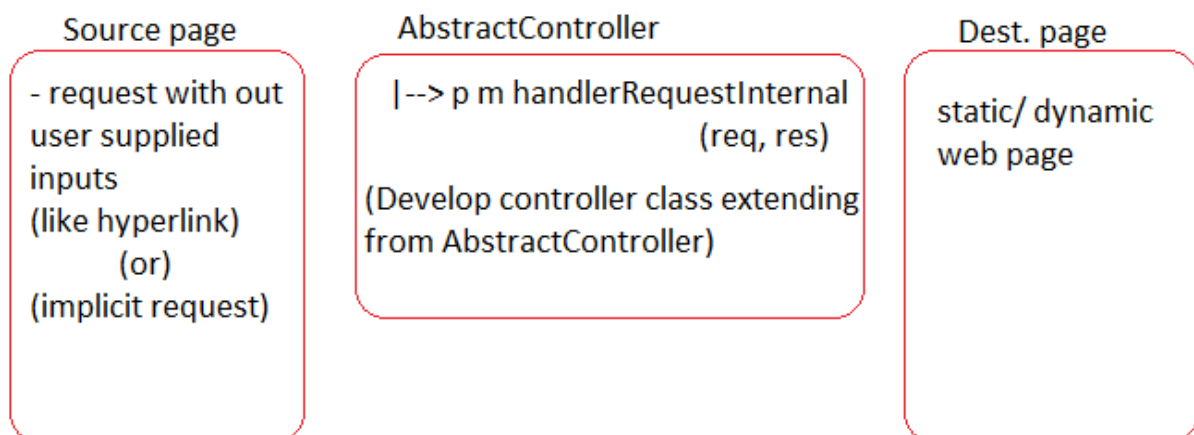 Source page
- request with out
user supplied
inputs
(like hyperlink)
(or)
(implicit request)
AbstractController
|--> p m handlerRequestInternal
(req, res)
(Develop controller class extending
from AbstractController)
Dest. page
static/ dynamic
web page